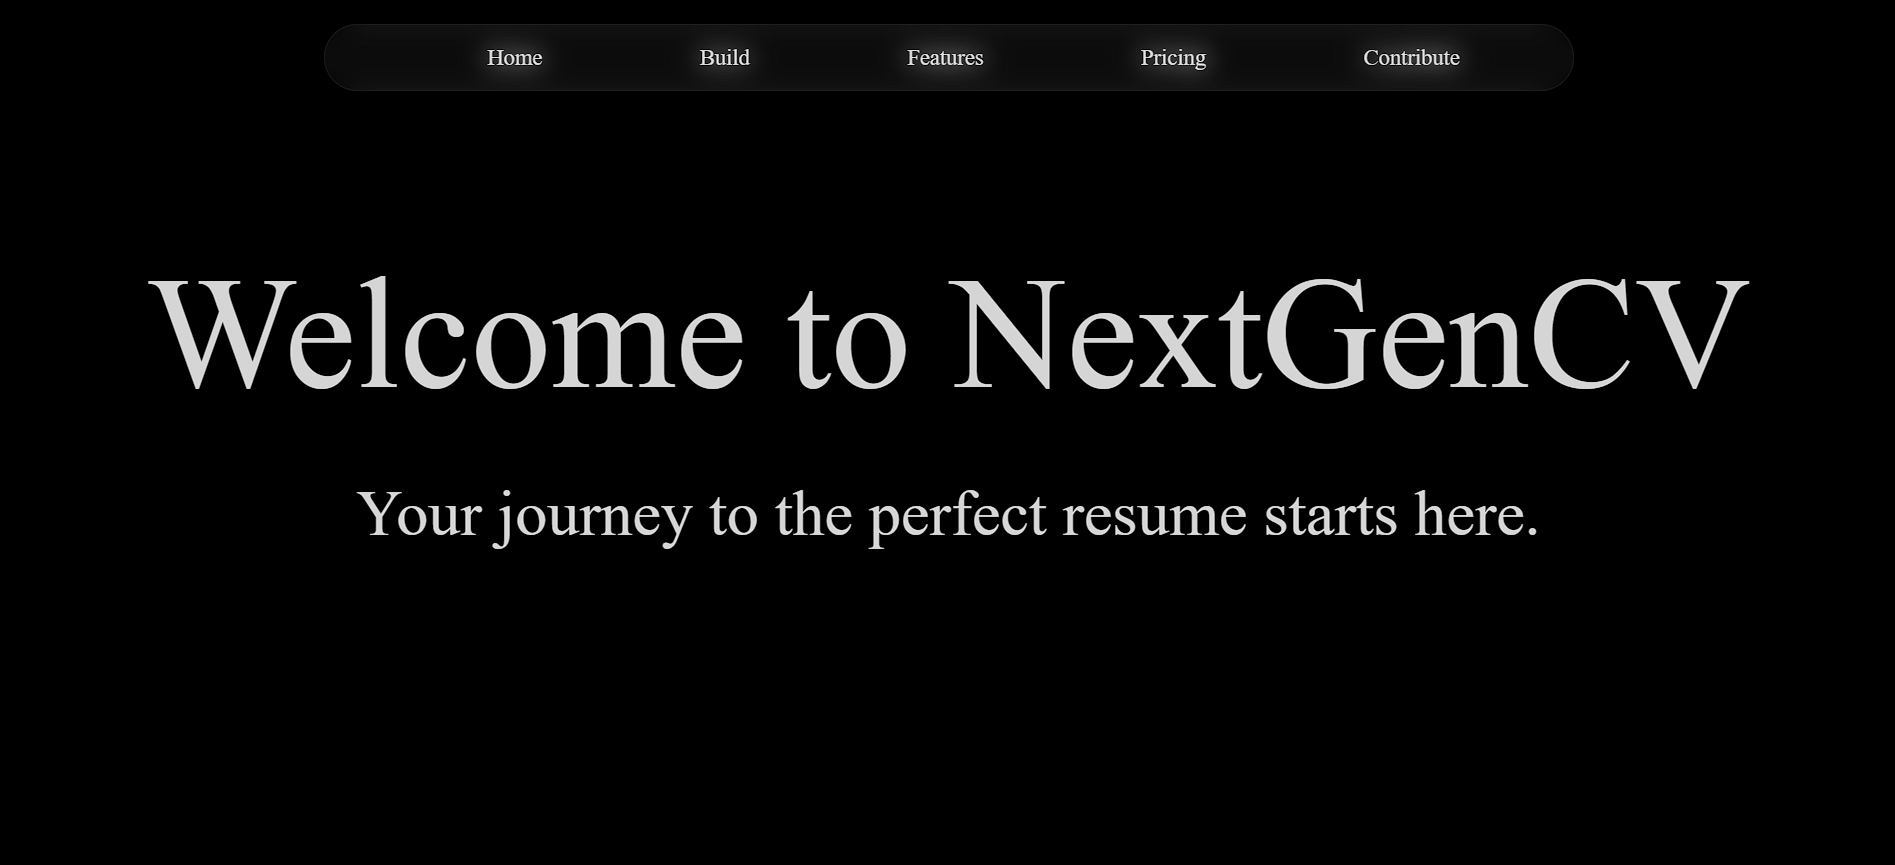 Home Build Features Pricing Contribute
Welcome to NextGenCV
Your journey to the perfect resume starts here.